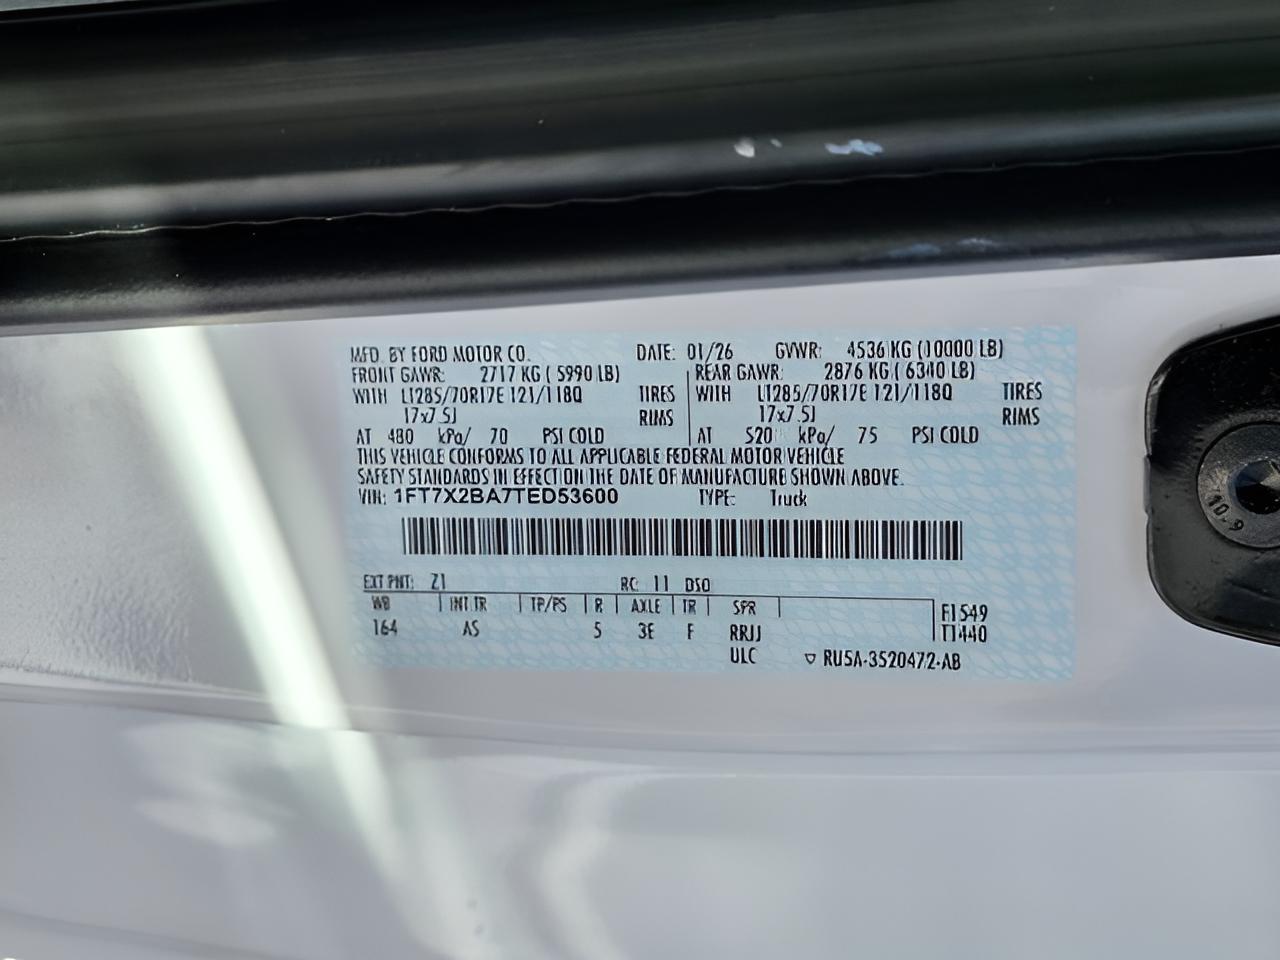 MFD. BY FORD MOTOR CO. DATE: 01/26 GVWR: 4536 KG (10000 LB)
FRONT GAWR: 2717 KG ( 5990 LB) REAR GAWR: 2876 KG ( 6340 LB)
WITH LT285/70R17E 121/118Q TIRES WITH LT285/70R17E 121/118Q TIRES
17x7.5J RIMS 17x7.5J RIMS
AT 480 kPa/ 70 PSI COLD AT 520 kPa/ 75 PSI COLD
THIS VEHICLE CONFORMS TO ALL APPLICABLE FEDERAL MOTOR VEHICLE
SAFETY STANDARDS IN EFFECT ON THE DATE OF MANUFACTURE SHOWN ABOVE.
VIN: 1FT7X2BA7TED53600 TYPE: Truck
EXT PNT: Z1 RC: 11 DSO
WB INT TR TP/PS R AXLE TR SPR F1549
164 AS 5 3E F RRJJ T1440
ULC ▽ RU5A-3520472-AB
10.9